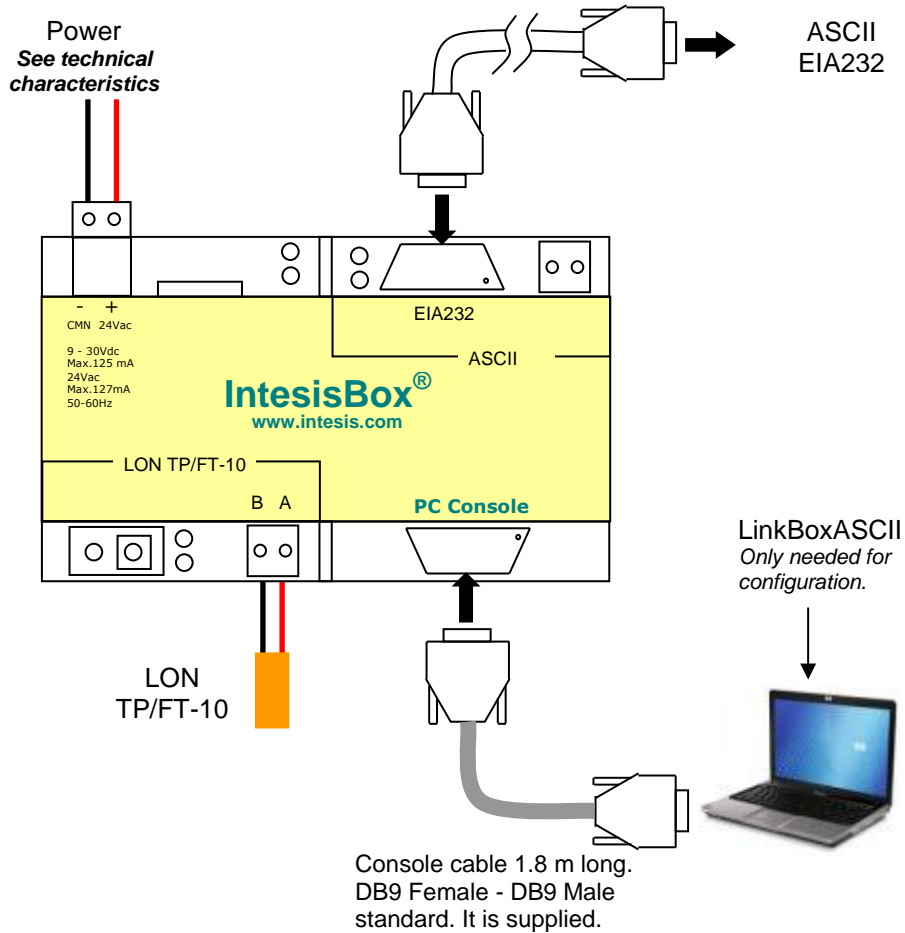 Power
See technical
characteristics
ASCII
EIA232
- +
CMN 24Vac
9 - 30Vdc
Max.125 mA
24Vac
Max.127mA
50-60Hz
EIA232
ASCII
IntesisBox®
www.intesis.com
LON TP/FT-10
B A
PC Console
LinkBoxASCII
Only needed for
configuration.
LON
TP/FT-10
Console cable 1.8 m long.
DB9 Female - DB9 Male
standard. It is supplied.